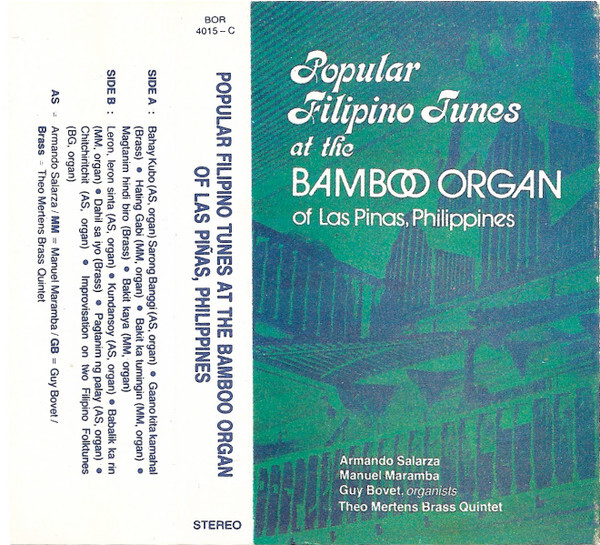 BOR
4015 – C
POPULAR FILIPINO TUNES AT THE BAMBOO ORGAN
OF LAS PIÑAS, PHILIPPINES
STEREO
SIDE A : Bahay Kubo (AS, organ) Sarong Banggi (AS, organ) ● Gaano kita kamahal
(Brass) ● Hating Gabi (MM, organ) ● Bakit ka tumingin (MM, organ) ●
Magtanim hindi biro (Brass) ● Bakit kaya (MM, organ)
SIDE B : Leron, leron sinta (AS, organ) ● Kundansoy (AS, organ) ● Babalik ka rin
(MM, organ) ● Dahil sa iyo (Brass) ● Pagtanim ng palay (AS, organ) ●
Chitchiritchit (AS, organ) ● Improvisation on two Filipino Folktunes
(BG, organ)
AS = Armando Salarza / MM = Manuel Maramba / GB = Guy Bovet /
Brass = Theo Mertens Brass Quintet
Popular
Filipino Tunes
at the
BAMBOO ORGAN
of Las Pinas, Philippines
Armando Salarza
Manuel Maramba
Guy Bovet, organists
Theo Mertens Brass Quintet